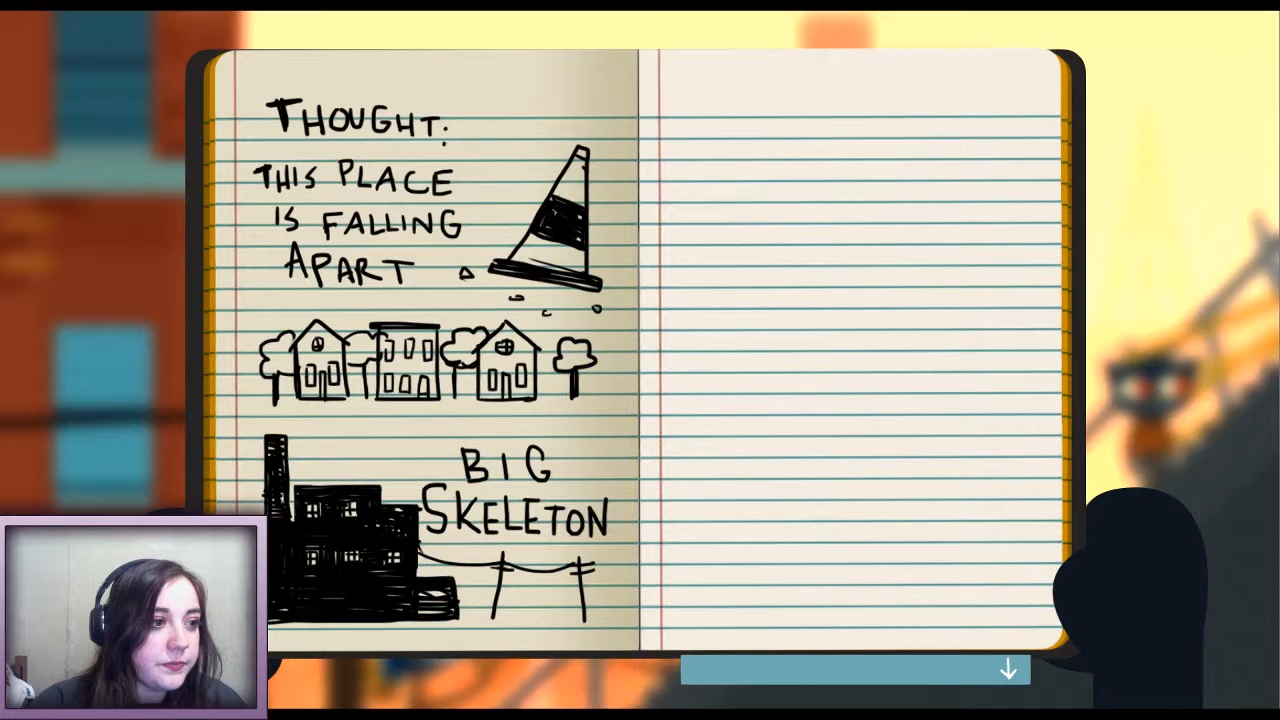 THOUGHT:
THIS PLACE
IS FALLING
APART
BIG
SKELETON